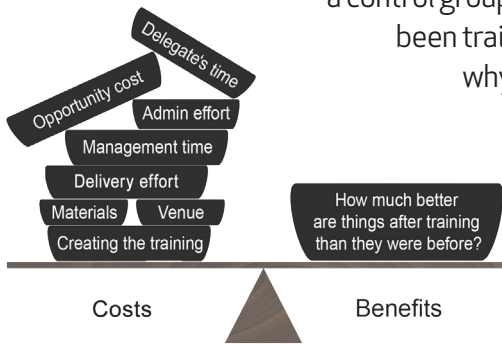 a control group
been trai
why
Delegate's time
Opportunity cost
Admin effort
Management time
Delivery effort
Materials
Venue
Creating the training
How much better
are things after training
than they were before?
Costs
Benefits